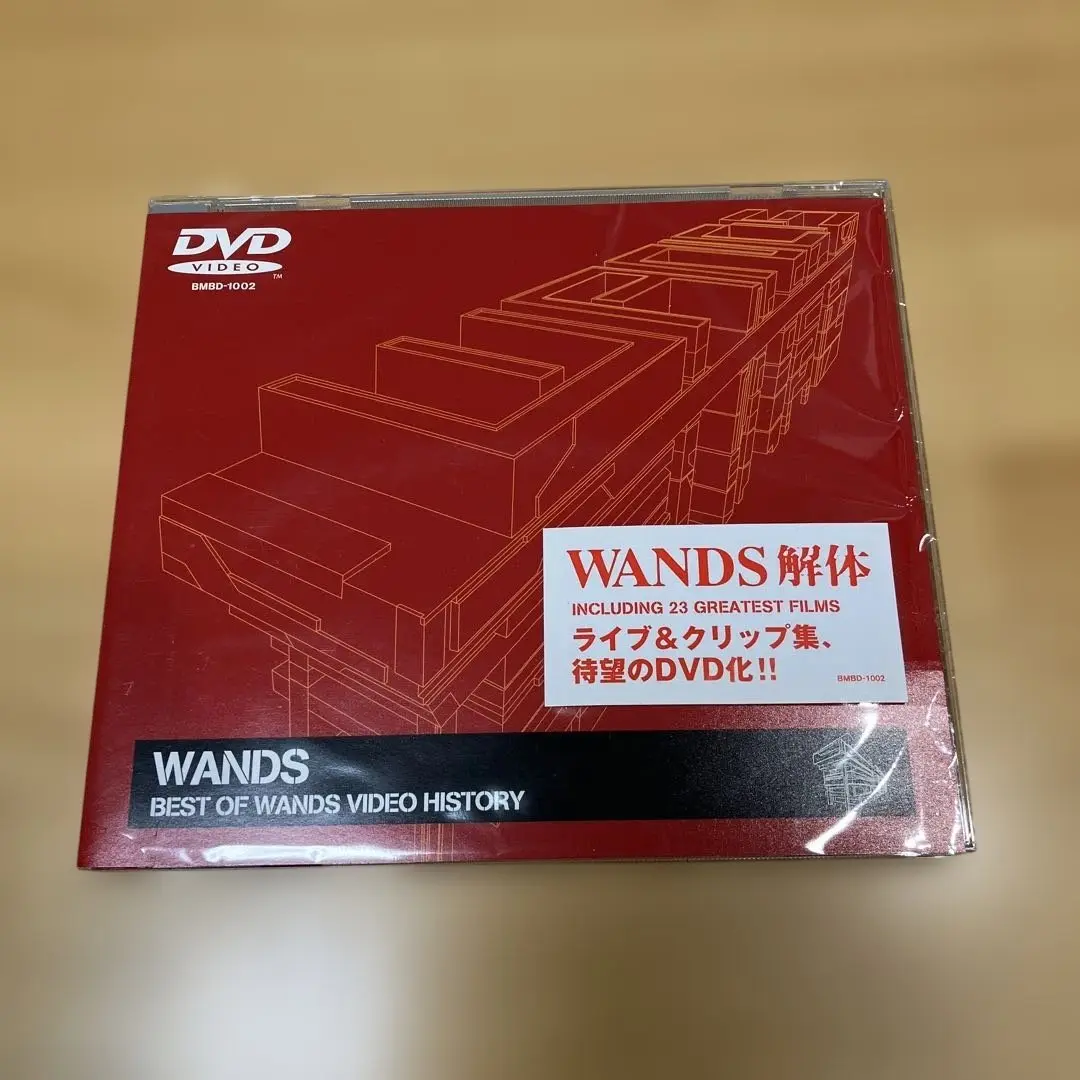 DVD
VIDEO
TM
BMBD-1002
WANDS 解体
INCLUDING 23 GREATEST FILMS
ライブ&クリップ集、
待望のDVD化!!
BMBD-1002
WANDS
BEST OF WANDS VIDEO HISTORY